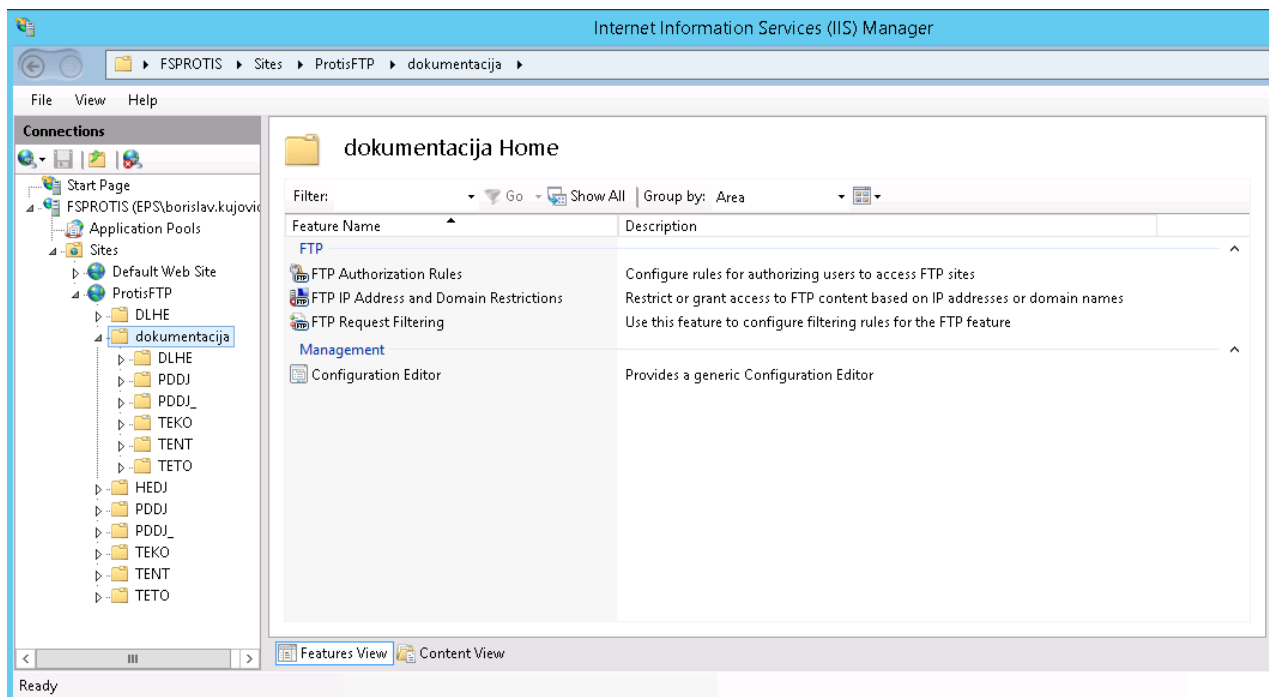 Internet Information Services (IIS) Manager
FSPROTIS Sites ProtisFTP dokumentacija
File View Help
Connections
Start Page
FSPROTIS (EPS\borislav.kujovic
Application Pools
Sites
Default Web Site
ProtisFTP
DLHE
dokumentacija
DLHE
PDDJ
PDDJ_
TEKO
TENT
TETO
HEDJ
PDDJ
PDDJ_
TEKO
TENT
TETO
dokumentacija Home
Filter: Go Show All Group by: Area
Feature Name Description
FTP
FTP Authorization Rules Configure rules for authorizing users to access FTP sites
FTP IP Address and Domain Restrictions Restrict or grant access to FTP content based on IP addresses or domain names
FTP Request Filtering Use this feature to configure filtering rules for the FTP feature
Management
Configuration Editor Provides a generic Configuration Editor
Features View Content View
Ready